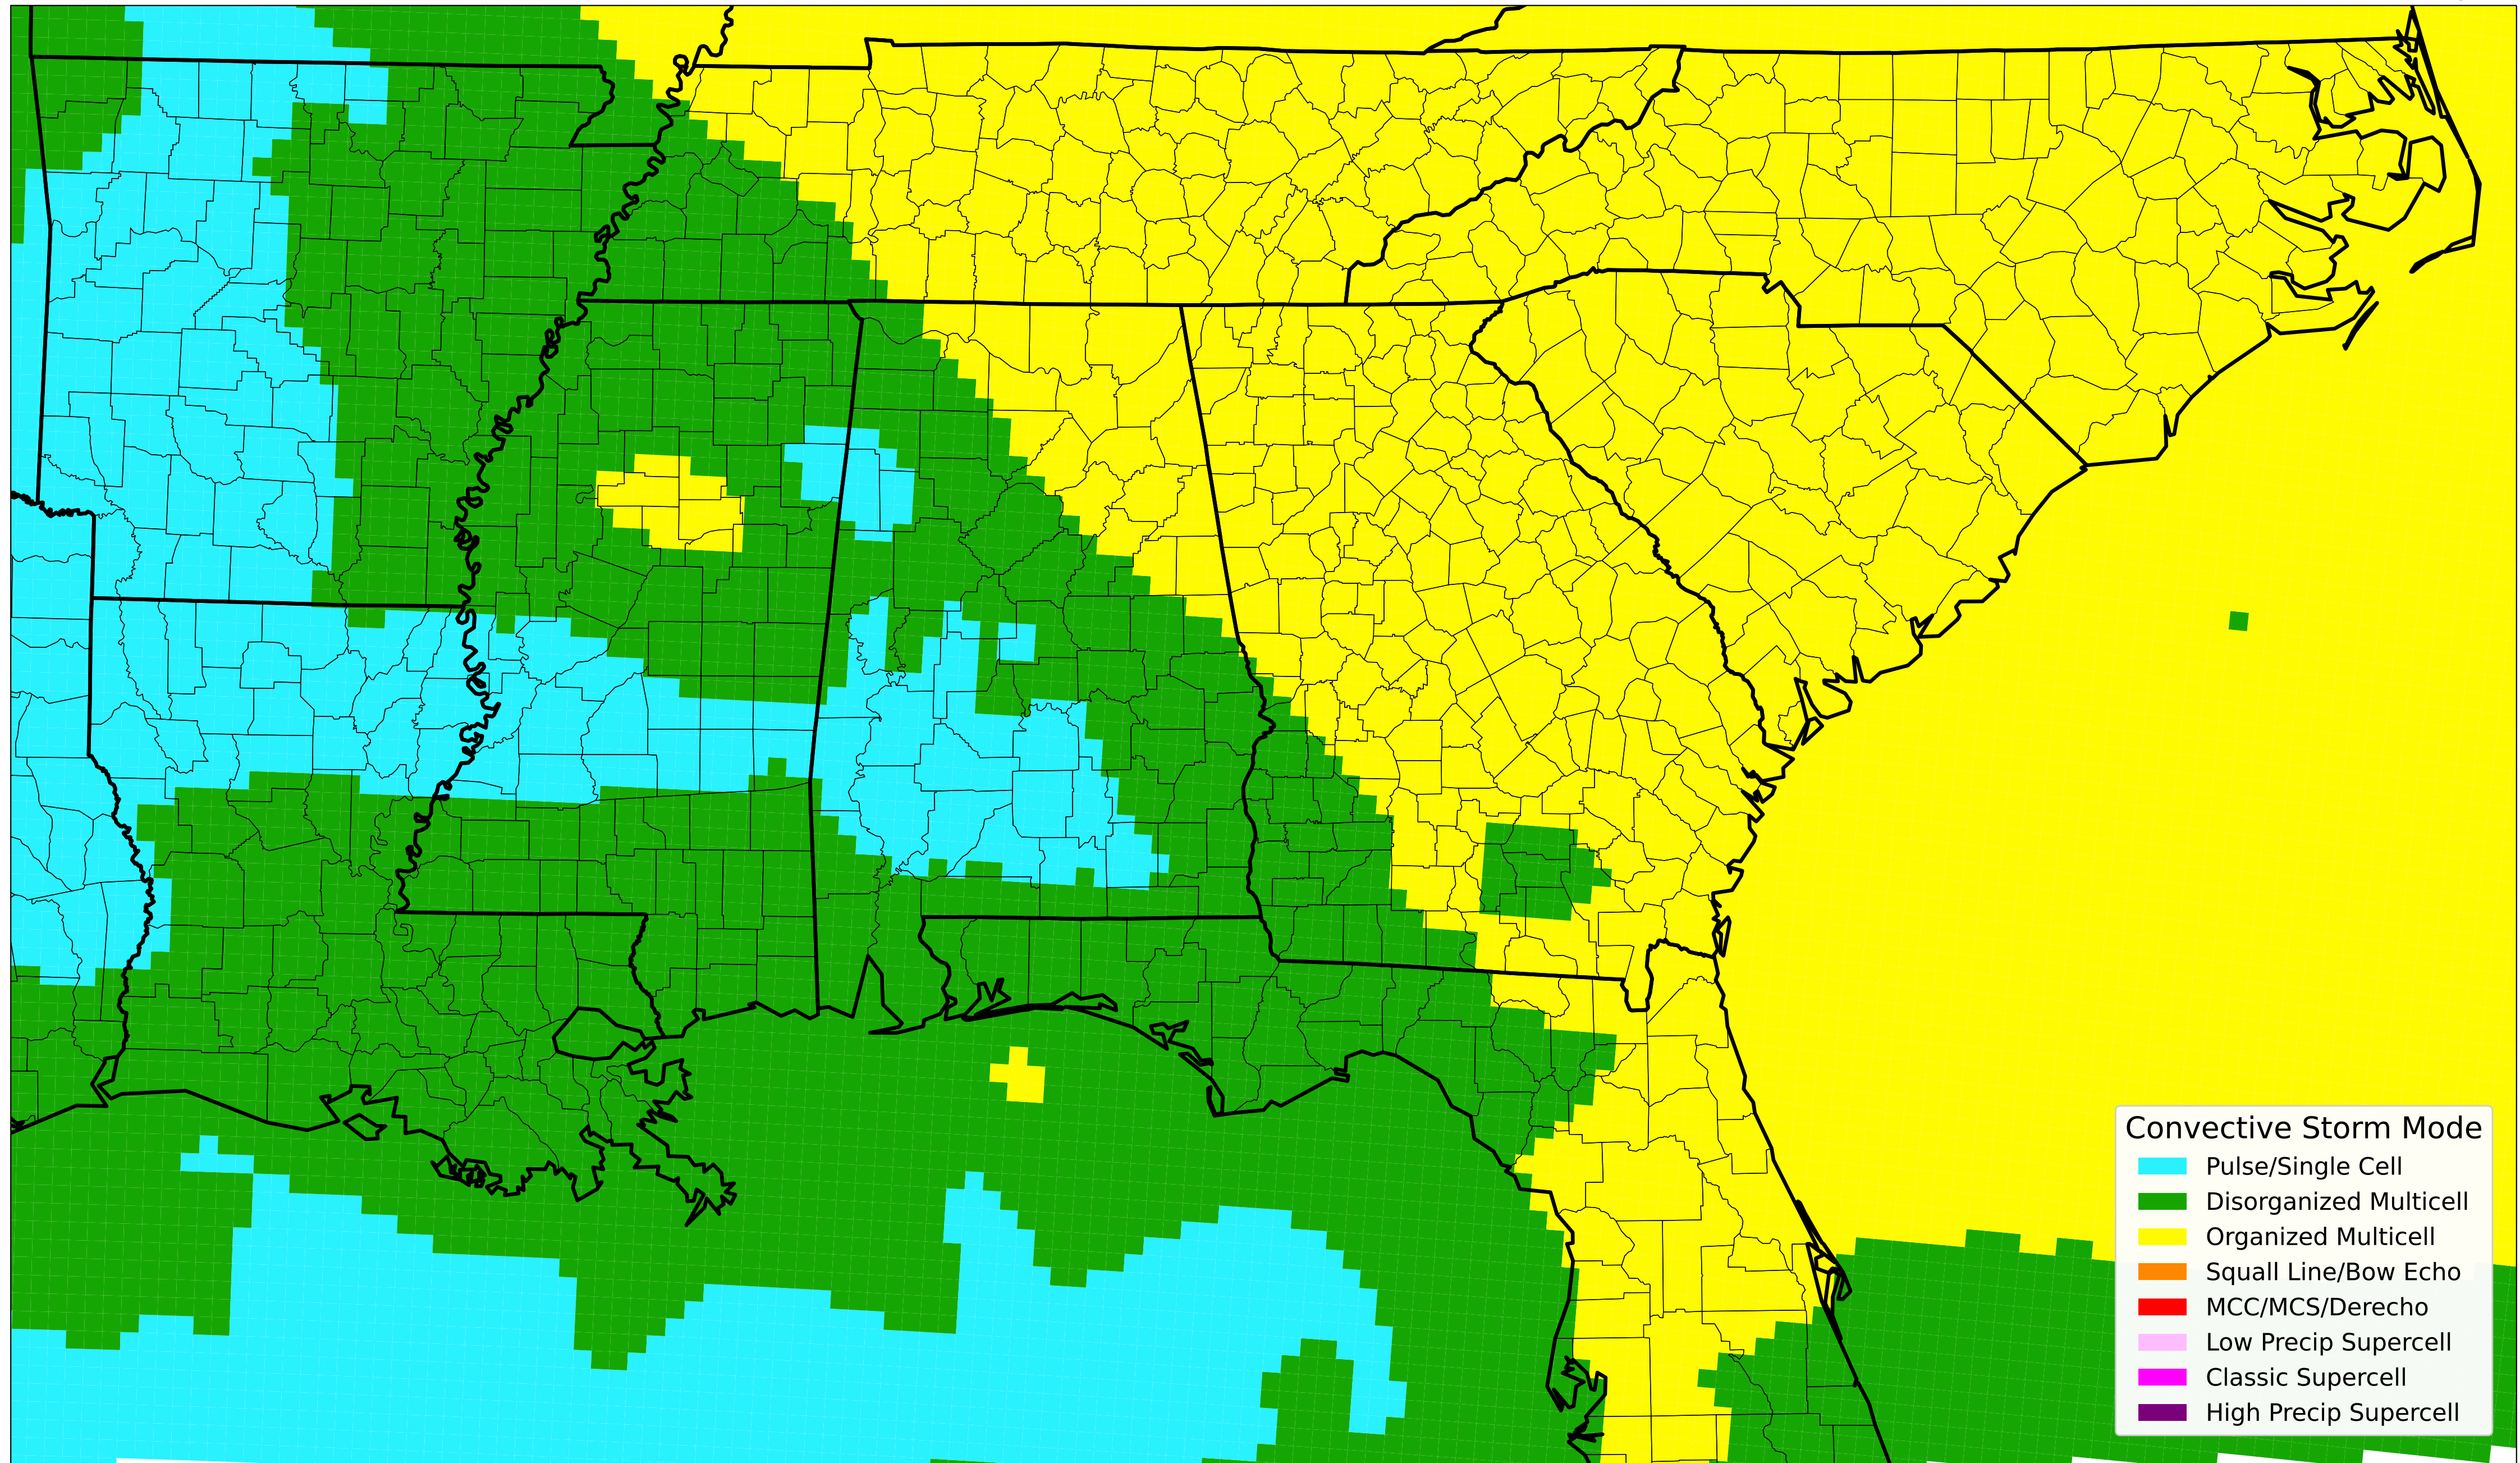 Convective Storm Mode
Pulse/Single Cell
Disorganized Multicell
Organized Multicell
Squall Line/Bow Echo
MCC/MCS/Derecho
Low Precip Supercell
Classic Supercell
High Precip Supercell